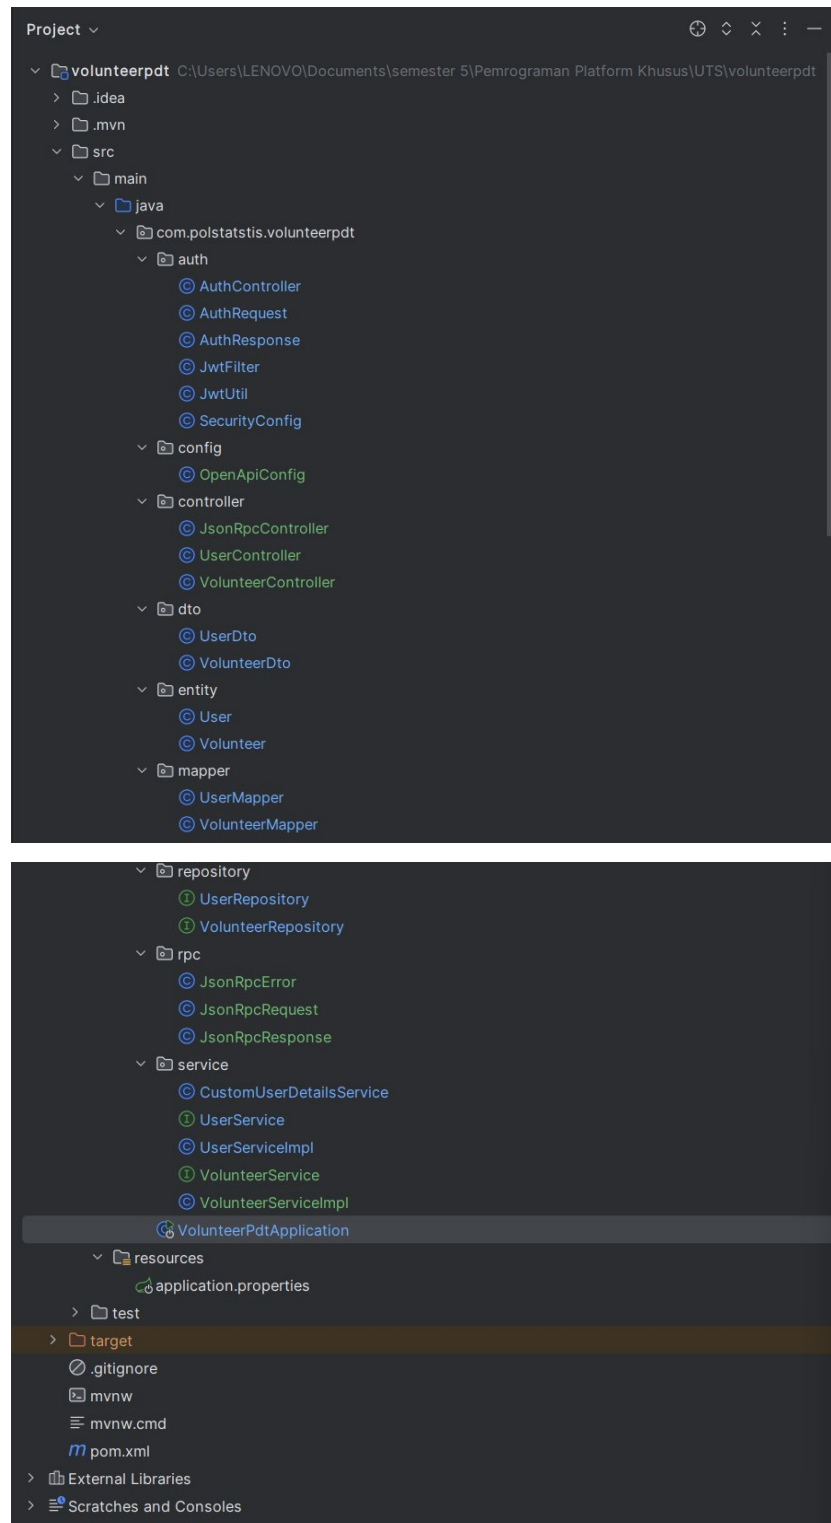 Project
volunteerpdt C:\Users\LENOVO\Documents\semester 5\Pemrograman Platform Khusus\UTS\volunteerpdt
.idea
.mvn
src
main
java
com.polstatstis.volunteerpdt
auth
AuthController
AuthRequest
AuthResponse
JwtFilter
JwtUtil
SecurityConfig
config
OpenApiConfig
controller
JsonRpcController
UserController
VolunteerController
dto
UserDto
VolunteerDto
entity
User
Volunteer
mapper
UserMapper
VolunteerMapper
repository
UserRepository
VolunteerRepository
rpc
JsonRpcError
JsonRpcRequest
JsonRpcResponse
service
CustomUserDetailsService
UserService
UserServiceImpl
VolunteerService
VolunteerServiceImpl
VolunteerPdtApplication
resources
application.properties
test
target
.gitignore
mvnw
mvnw.cmd
pom.xml
External Libraries
Scratches and Consoles